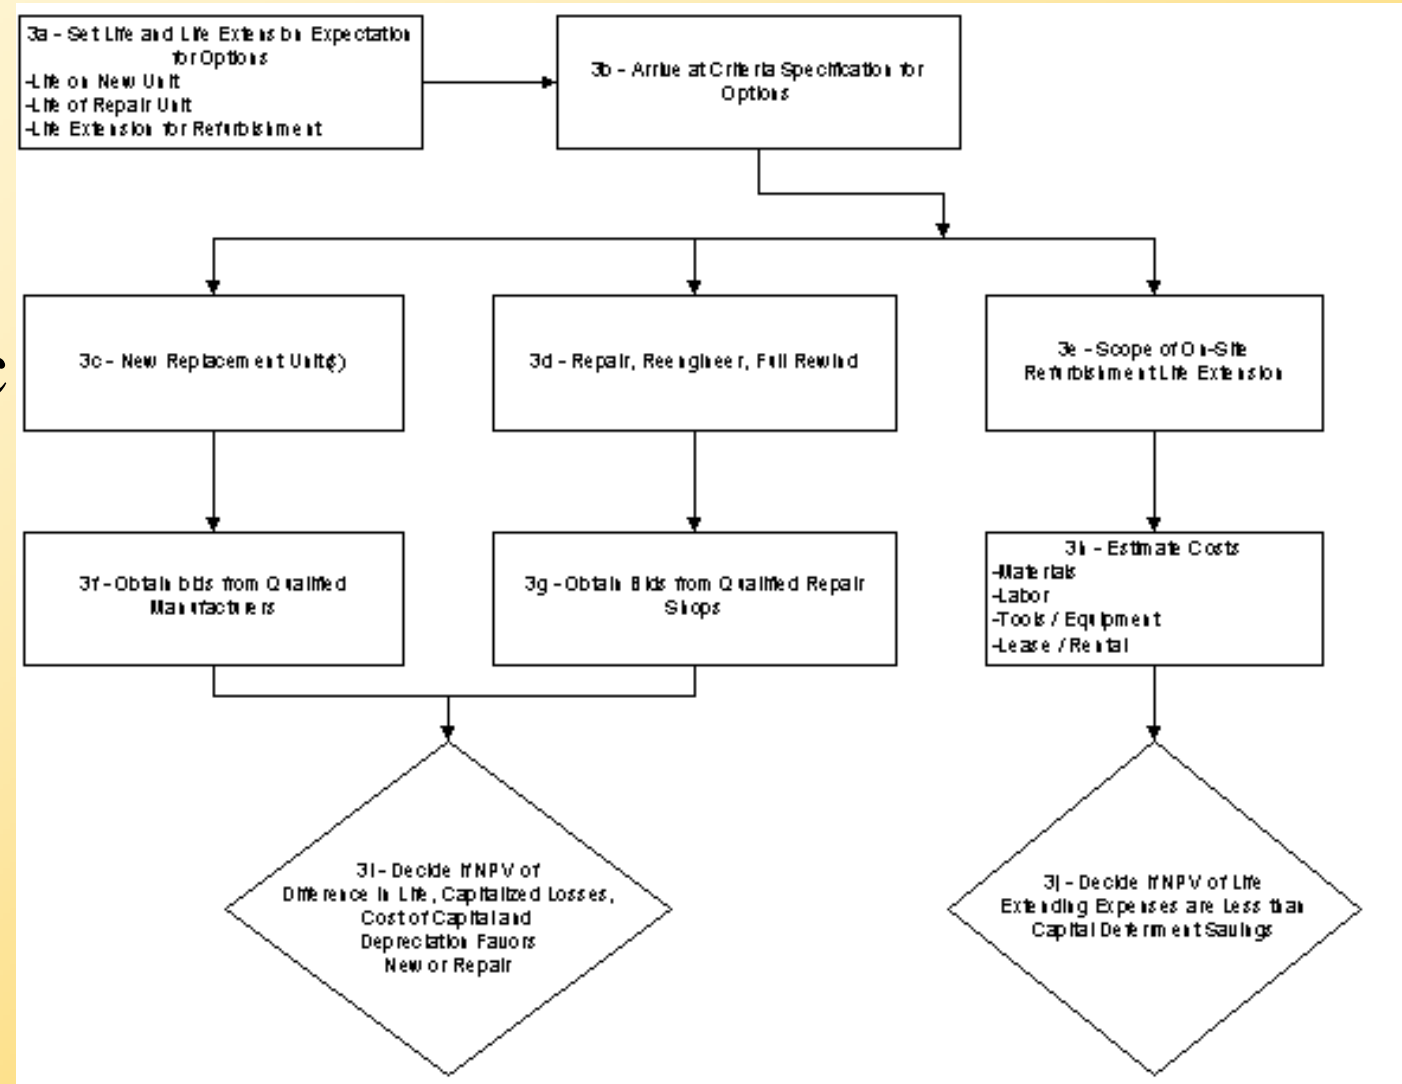 3a - Set Life and Life Extension Expectation
for Options
-Life on New Unit
-Life of Repair Unit
-Life Extension for Refurbishment
3b - Arrive at Criteria Specification for
Options
3c - New Replacement Unit(s)
3d - Repair, Reengineer, Full Rewind
3e - Scope of On-Site
Refurbishment Life Extension
3f - Obtain bids from Qualified
Manufacturers
3g - Obtain Bids from Qualified Repair
Shops
3h - Estimate Costs
-Materials
-Labor
-Tools / Equipment
-Lease / Rental
3i - Decide if NPV of
Difference in Life, Capitalized Losses,
Cost of Capital and
Depreciation Favors
New or Repair
3j - Decide if NPV of Life
Extending Expenses are Less than
Capital Deferment Savings